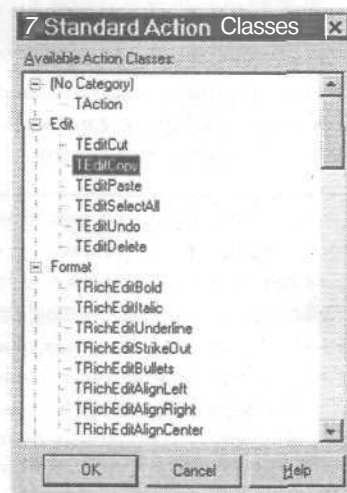 7 Standard Action Classes
Available Action Classes:
(No Category)
TAction
Edit
TEditCut
TEditCopy
TEditPaste
TEditSelectAll
TEditUndo
TEditDelete
Format
TRichEditBold
TRichEditItalic
TRichEditUnderline
TRichEditStrikeOut
TRichEditBullets
TRichEditAlignLeft
TRichEditAlignRight
TRichEditAlignCenter
OK Cancel Help